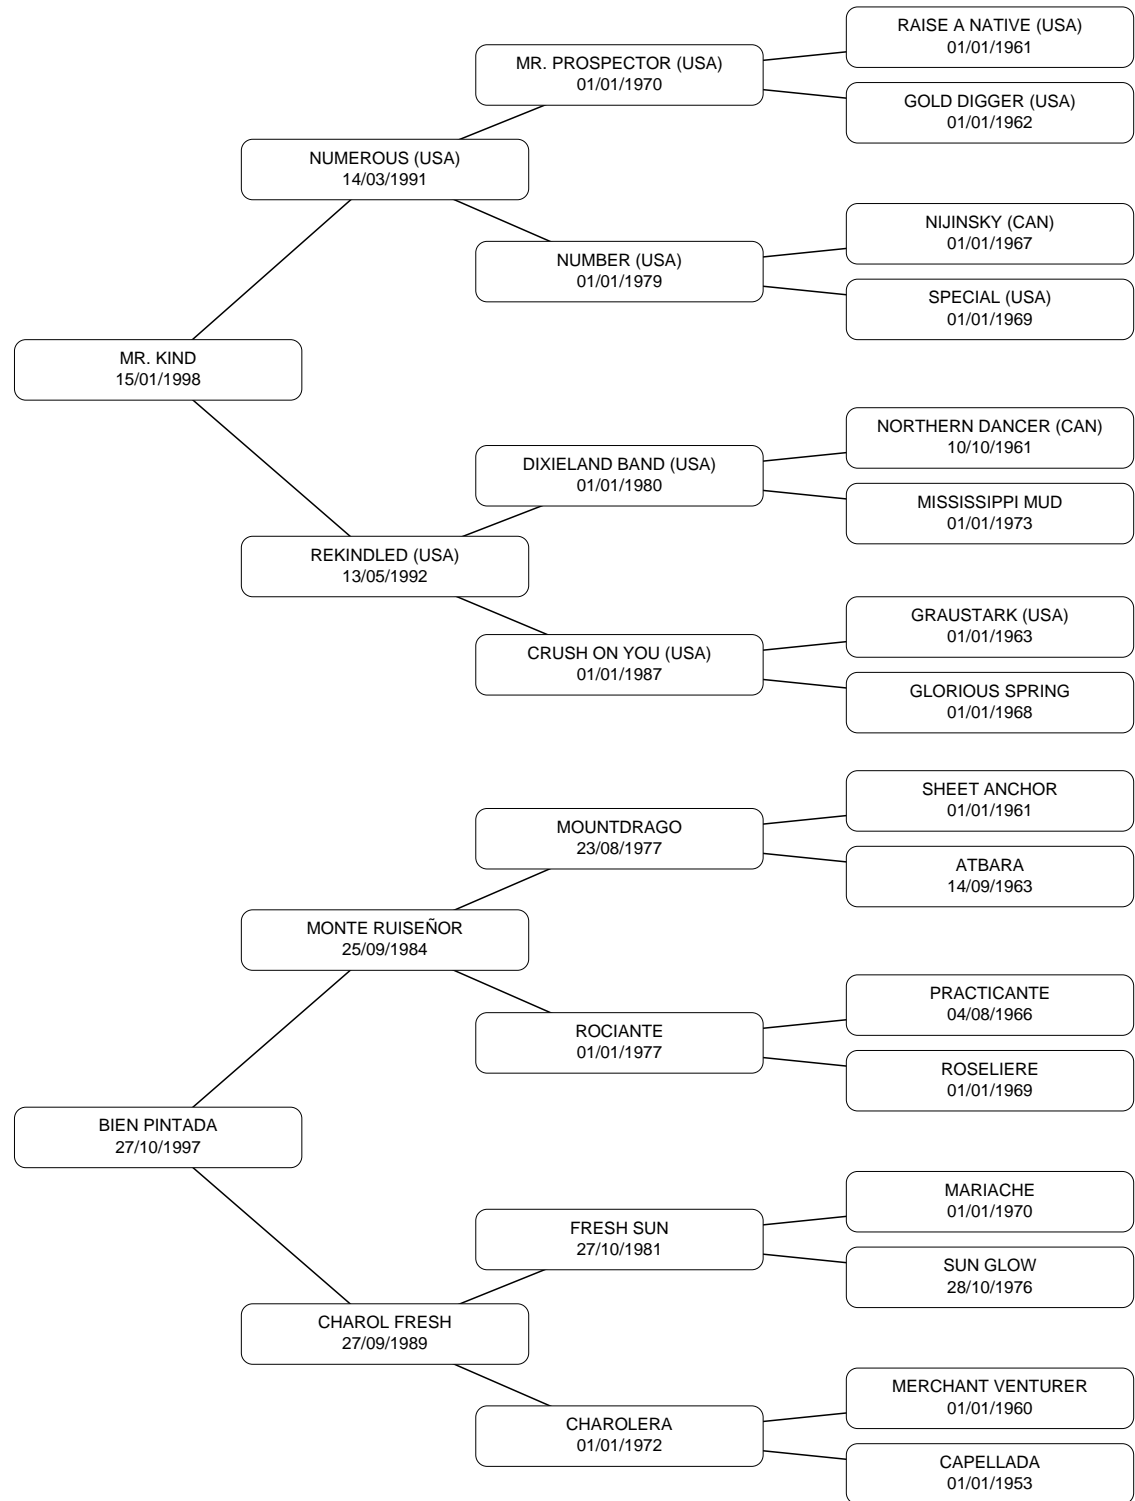 RAISE A NATIVE (USA)
01/01/1961
MR. PROSPECTOR (USA)
01/01/1970
GOLD DIGGER (USA)
01/01/1962
NUMEROUS (USA)
14/03/1991
NIJINSKY (CAN)
01/01/1967
NUMBER (USA)
01/01/1979
SPECIAL (USA)
01/01/1969
MR. KIND
15/01/1998
NORTHERN DANCER (CAN)
10/10/1961
DIXIELAND BAND (USA)
01/01/1980
MISSISSIPPI MUD
01/01/1973
REKINDLED (USA)
13/05/1992
GRAUSTARK (USA)
01/01/1963
CRUSH ON YOU (USA)
01/01/1987
GLORIOUS SPRING
01/01/1968
SHEET ANCHOR
01/01/1961
MOUNTDRAGO
23/08/1977
ATBARA
14/09/1963
MONTE RUISEÑOR
25/09/1984
PRACTICANTE
04/08/1966
ROCIANTE
01/01/1977
ROSELIERE
01/01/1969
BIEN PINTADA
27/10/1997
MARIACHE
01/01/1970
FRESH SUN
27/10/1981
SUN GLOW
28/10/1976
CHAROL FRESH
27/09/1989
MERCHANT VENTURER
01/01/1960
CHAROLERA
01/01/1972
CAPELLADA
01/01/1953